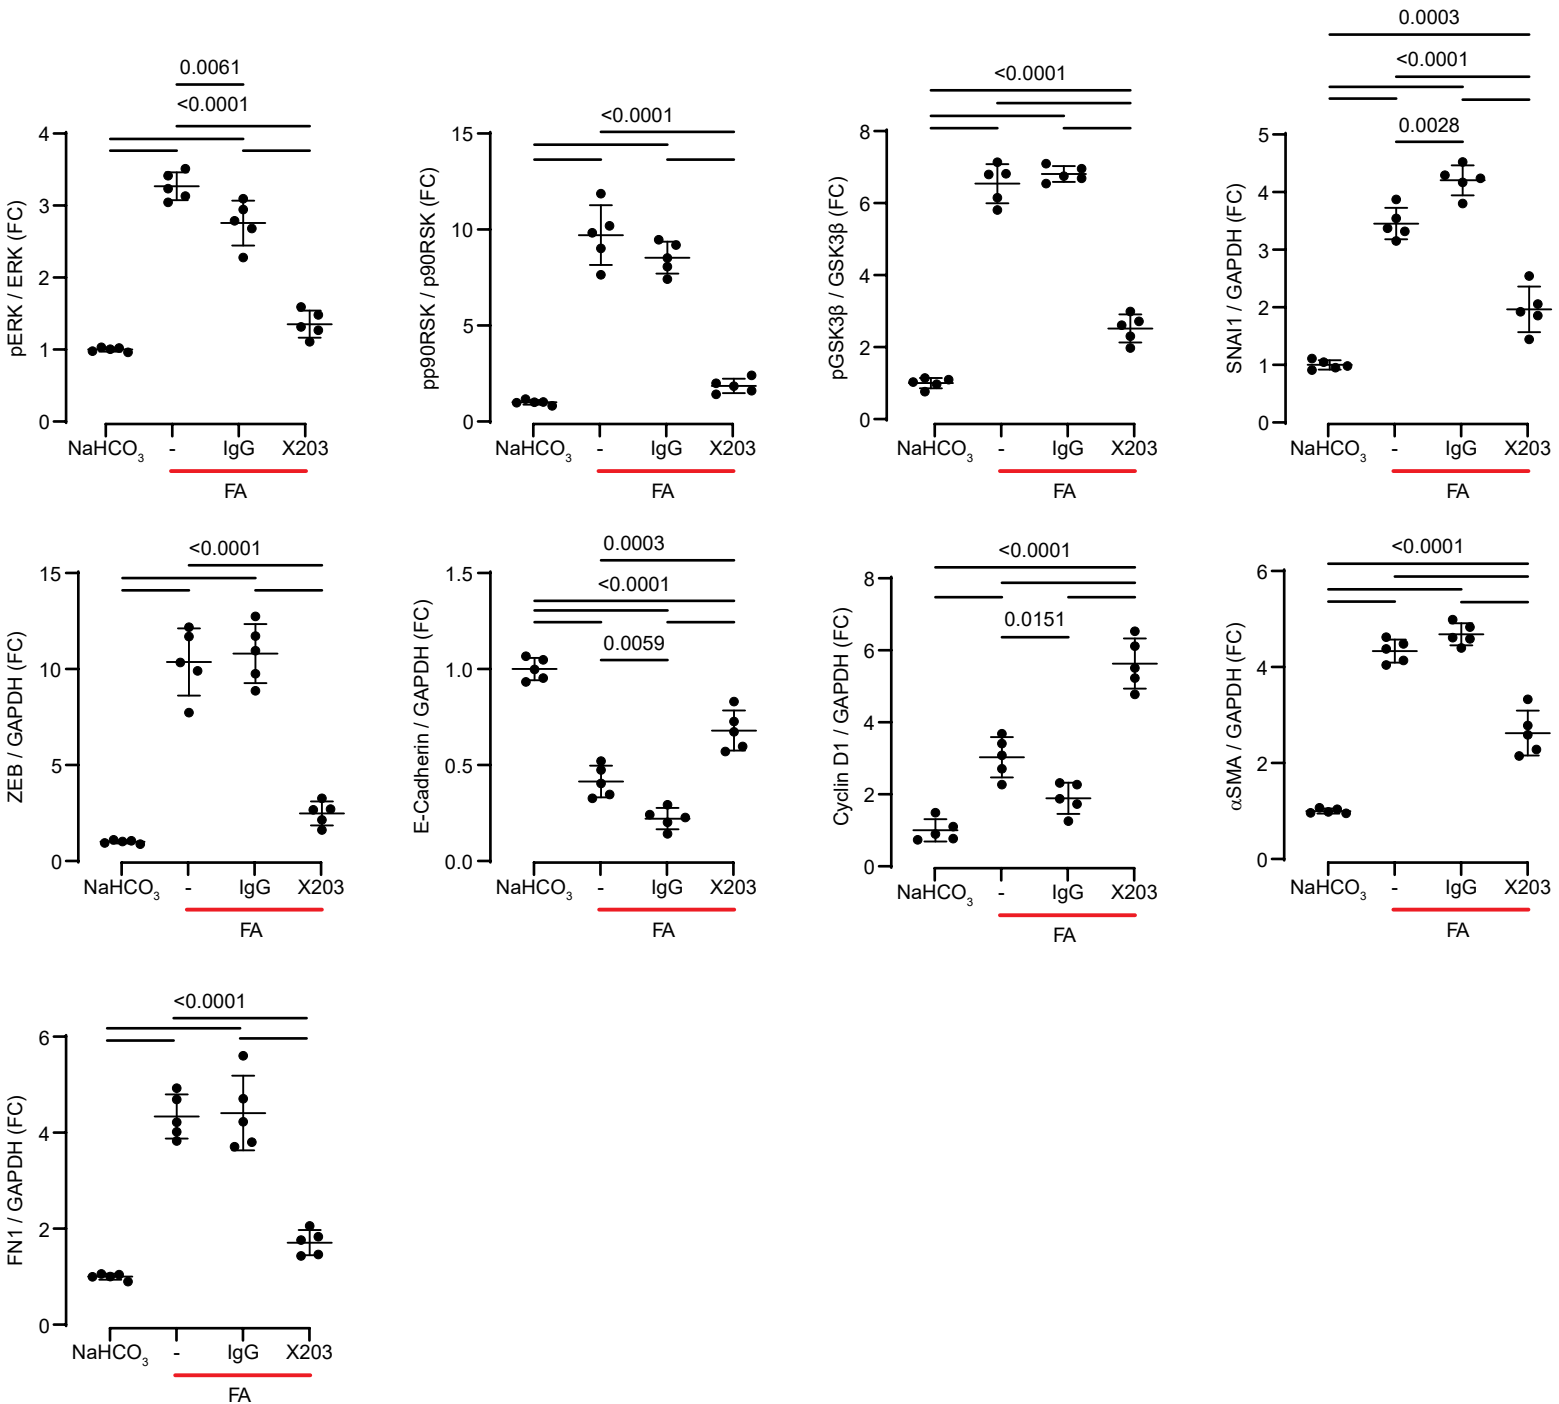 0.0061
<0.0001
pERK / ERK (FC)
4
3
2
1
0
NaHCO3 - IgG X203
FA
<0.0001
pp90RSK / p90RSK (FC)
15
10
5
0
NaHCO3 - IgG X203
FA
<0.0001
pGSK3β / GSK3β (FC)
8
6
4
2
0
NaHCO3 - IgG X203
FA
0.0003
<0.0001
0.0028
SNAI1 / GAPDH (FC)
5
4
3
2
1
0
NaHCO3 - IgG X203
FA
<0.0001
ZEB / GAPDH (FC)
15
10
5
0
NaHCO3 - IgG X203
FA
0.0003
<0.0001
0.0059
E-Cadherin / GAPDH (FC)
1.5
1.0
0.5
0.0
NaHCO3 - IgG X203
FA
<0.0001
0.0151
Cyclin D1 / GAPDH (FC)
8
6
4
2
0
NaHCO3 - IgG X203
FA
<0.0001
αSMA / GAPDH (FC)
6
4
2
0
NaHCO3 - IgG X203
FA
<0.0001
FN1 / GAPDH (FC)
6
4
2
0
NaHCO3 - IgG X203
FA